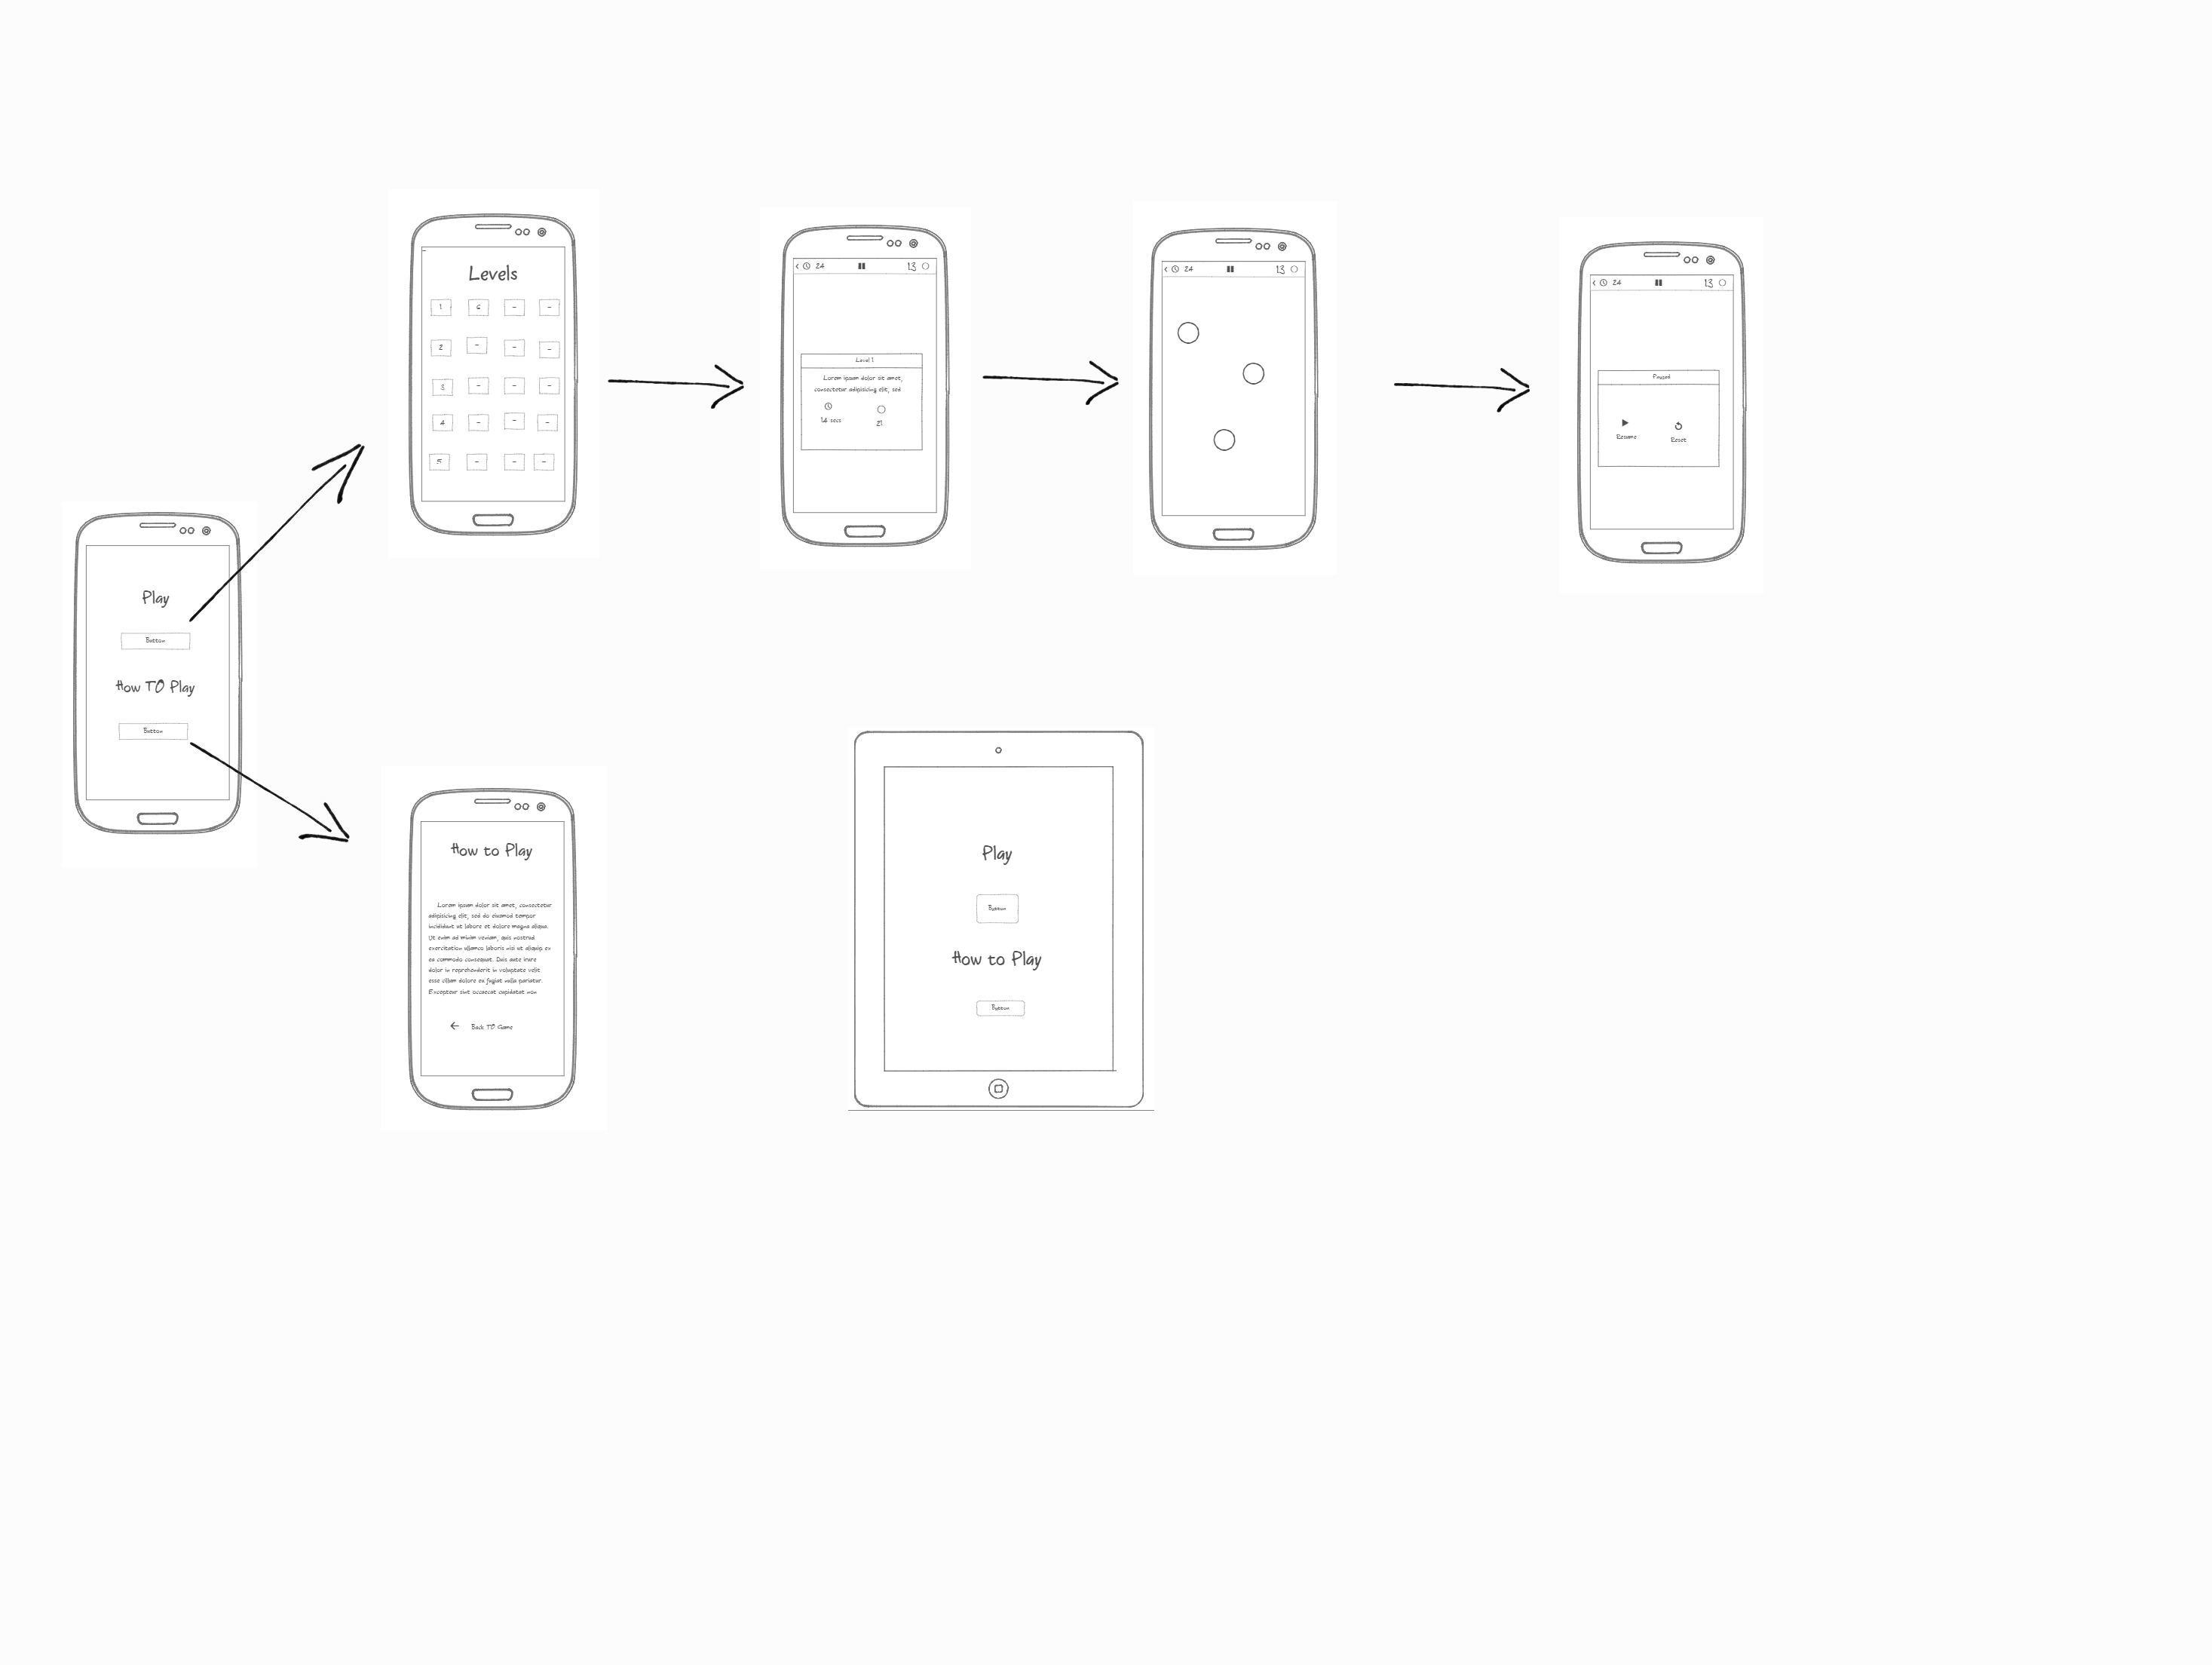 Levels
1 6 - -
2 - - -
3 - - -
4 - - -
5 - - -
24 13
Level 1
Lorem ipsum dolor sit amet,
consectetur adipisicing elit, sed
14 secs 21
24 13
24 13
Paused
Resume Reset
Play
Button
How TO Play
Button
How to Play
Lorem ipsum dolor sit amet, consectetur
adipisicing elit, sed do eiusmod tempor
incididunt ut labore et dolore magna aliqua.
Ut enim ad minim veniam, quis nostrud
exercitation ullamco laboris nisi ut aliquip ex
ea commodo consequat. Duis aute irure
dolor in reprehenderit in voluptate velit
esse cillum dolore eu fugiat nulla pariatur.
Excepteur sint occaecat cupidatat non
Back TO Game
Play
Button
How to Play
Button